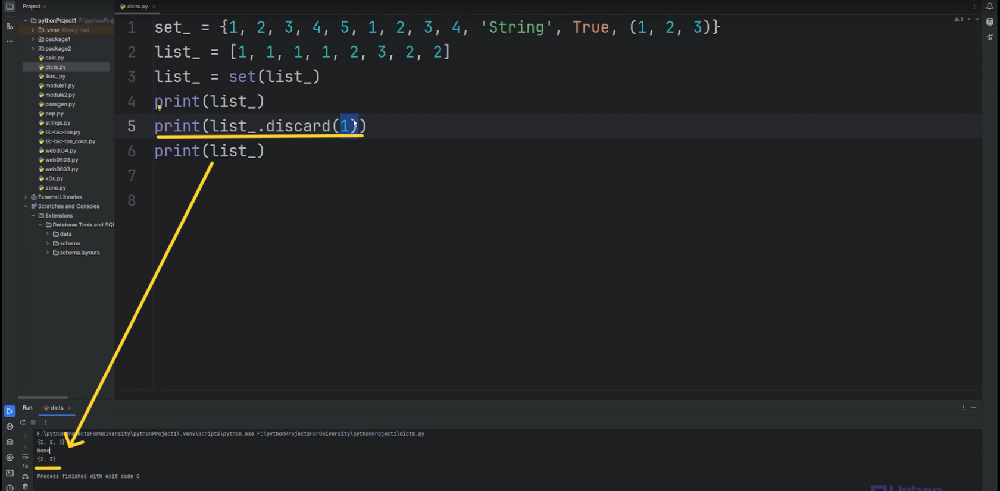 Project
dicts.py
pythonProject1 F:\pythonProje
.venv library root
package1
package2
calc.py
dicts.py
lists_.py
module1.py
module2.py
passgen.py
pep.py
strings.py
tic-tac-toe.py
tic-tac-toe_color.py
web3.04.py
web0503.py
web0603.py
x0x.py
zone.py
External Libraries
Scratches and Consoles
Extensions
Database Tools and SQL
data
schema
schema.layouts
1 set_ = {1, 2, 3, 4, 5, 1, 2, 3, 4, 'String', True, (1, 2, 3)}
2 list_ = [1, 1, 1, 1, 2, 3, 2, 2]
3 list_ = set(list_)
4 print(list_)
5 print(list_.discard(1))
6 print(list_)
7
8
1
Run dicts
F:\pythonProjectsForUniversity\pythonProject1\.venv\Scripts\python.exe F:\pythonProjectsForUniversity\pythonProject1\dicts.py
{1, 2, 3}
None
{2, 3}
Process finished with exit code 0
Urban